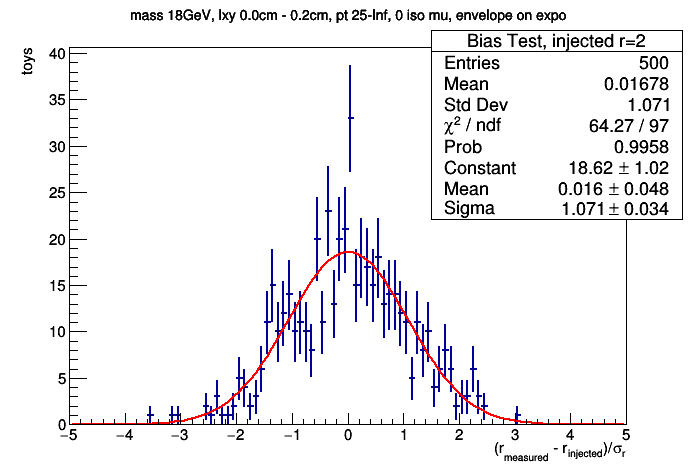 mass 18GeV, lxy 0.0cm - 0.2cm, pt 25-Inf, 0 iso mu, envelope on expo
toys
Bias Test, injected r=2
Entries 500
Mean 0.01678
Std Dev 1.071
χ² / ndf 64.27 / 97
Prob 0.9958
Constant 18.62 ± 1.02
Mean 0.016 ± 0.048
Sigma 1.071 ± 0.034
40
35
30
25
20
15
10
5
0
−5 −4 −3 −2 −1 0 1 2 3 4 5
(r_measured - r_injected)/σ_r